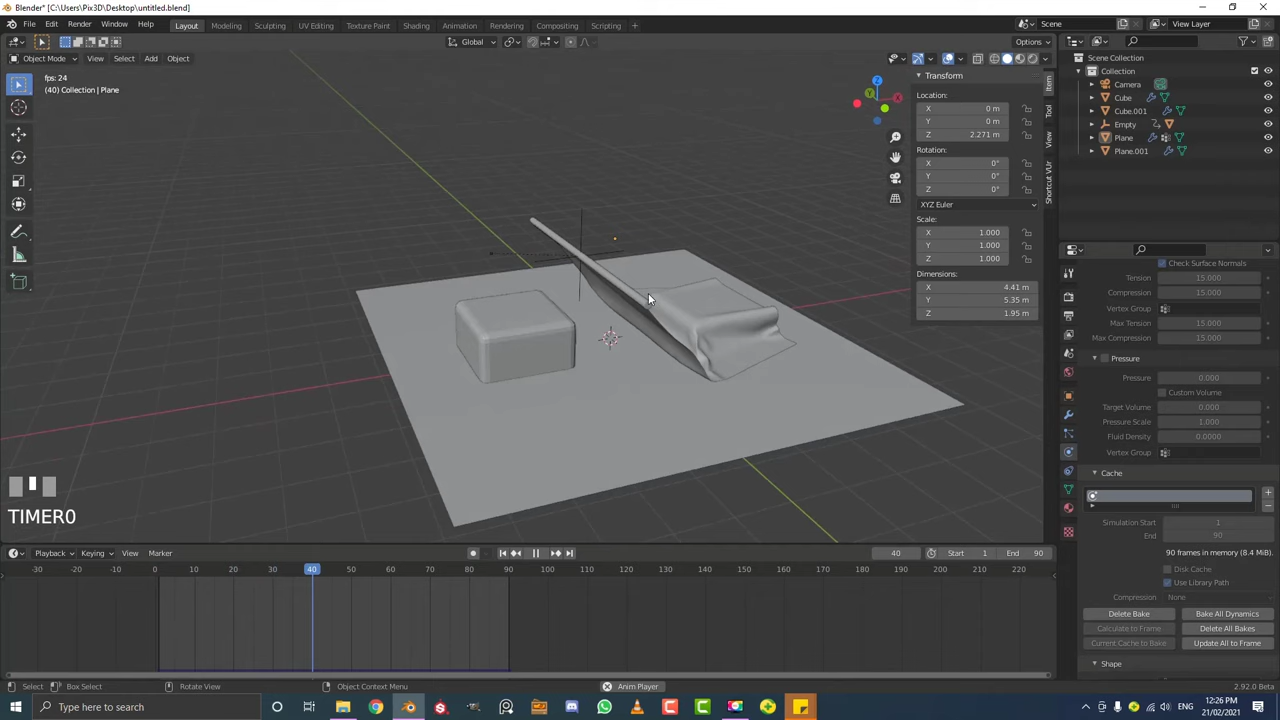 Blender* [C:\Users\Pix3D\Desktop\untitled.blend]
File Edit Render Window Help Layout Modeling Sculpting UV Editing Texture Paint Shading Animation Rendering Compositing Scripting + Scene View Layer
Global Options
Object Mode View Select Add Object
fps: 24
(40) Collection | Plane
Z
X
Y
Transform
Location:
X 0 m
Y 0 m
Z 2.271 m
Rotation:
X 0°
Y 0°
Z 0°
XYZ Euler
Scale:
X 1.000
Y 1.000
Z 1.000
Dimensions:
X 4.41 m
Y 5.35 m
Z 1.95 m
Item
Tool
View
Shortcut VUr
Scene Collection
Collection
Camera
Cube
Cube.001
Empty
Plane
Plane.001
Check Surface Normals
Tension 15.000
Compression 15.000
Vertex Group
Max Tension 15.000
Max Compression 15.000
Pressure
Pressure 0.000
Custom Volume
Target Volume 0.000
Pressure Scale 1.000
Fluid Density 0.0000
Vertex Group
Cache
Simulation Start 1
End 90
90 frames in memory (8.4 MiB).
Disk Cache
Use Library Path
Compression None
Delete Bake Bake All Dynamics
Calculate to Frame Delete All Bakes
Current Cache to Bake Update All to Frame
Shape
TIMER0
Playback Keying View Marker 40 Start 1 End 90
-30 -20 -10 0 10 20 30 40 50 60 70 80 90 100 110 120 130 140 150 160 170 180 190 200 210 220
Select Box Select Rotate View Object Context Menu Anim Player 2.92.0 Beta
Type here to search
ENG
12:26 PM
21/02/2021